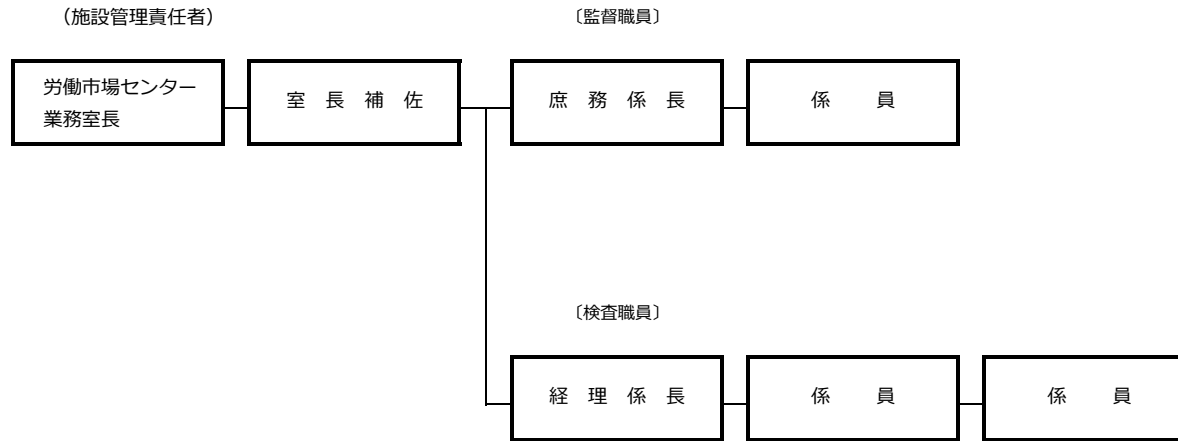 （施設管理責任者）
〔監督職員〕
労働市場センター
業務室長
室　長　補　佐
庶　務　係　長
係　　員
〔検査職員〕
経　理　係　長
係　　員
係　　員